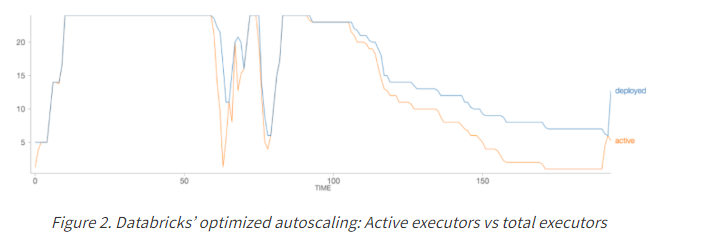 20
15
10
5
deployed
active
0
50
100
150
TIME
Figure 2. Databricks’ optimized autoscaling: Active executors vs total executors